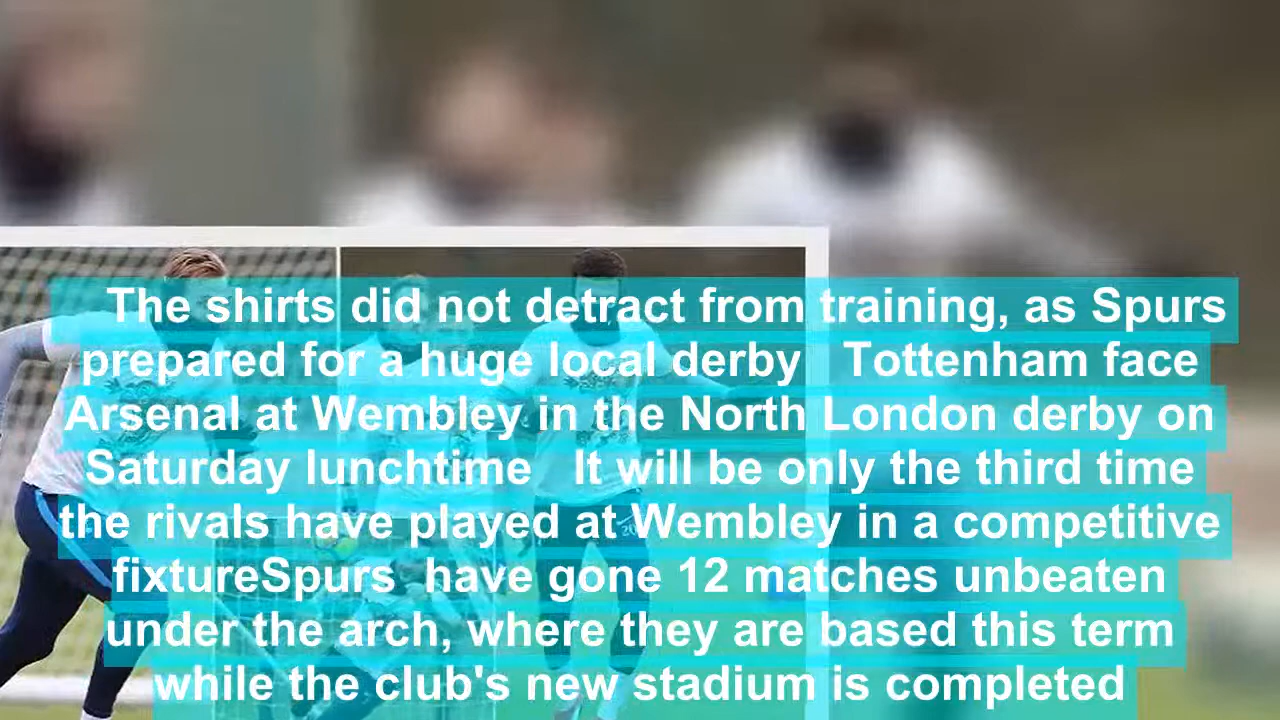 The shirts did not detract from training, as Spurs
prepared for a huge local derby Tottenham face
Arsenal at Wembley in the North London derby on
Saturday lunchtime It will be only the third time
the rivals have played at Wembley in a competitive
fixtureSpurs have gone 12 matches unbeaten
under the arch, where they are based this term
while the club's new stadium is completed